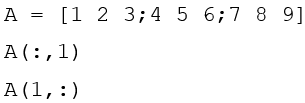 A = [1 2 3;4 5 6;7 8 9]
A(:,1)
A(1,:)